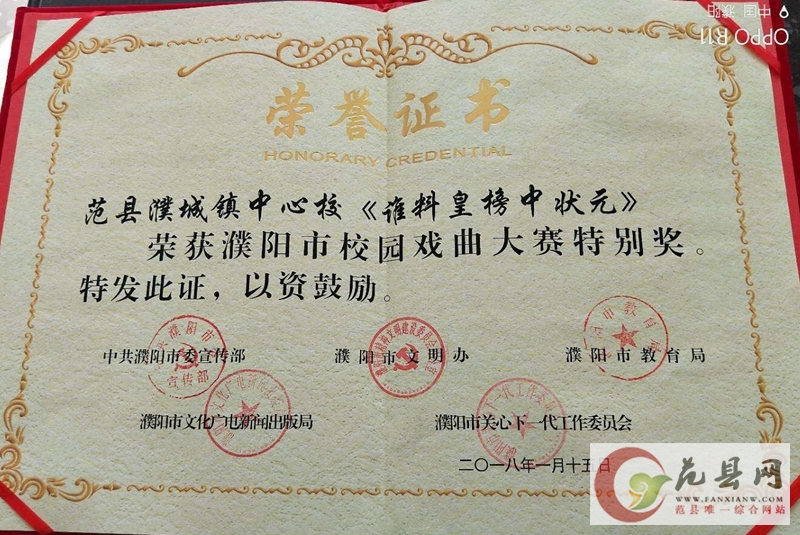 荣誉证书
HONORARY CREDENTIAL
范县濮城镇中心校《谁料皇榜中状元》
荣获濮阳市校园戏曲大赛特别奖。
特发此证，以资鼓励。
中共濮阳市委宣传部 濮阳市文明办 濮阳市教育局
濮阳市文化广电新闻出版局 濮阳市关心下一代工作委员会
二〇一八年一月十五日
OPPO R11
范县网
WWW.FANXIANW.COM
范县唯一综合网站